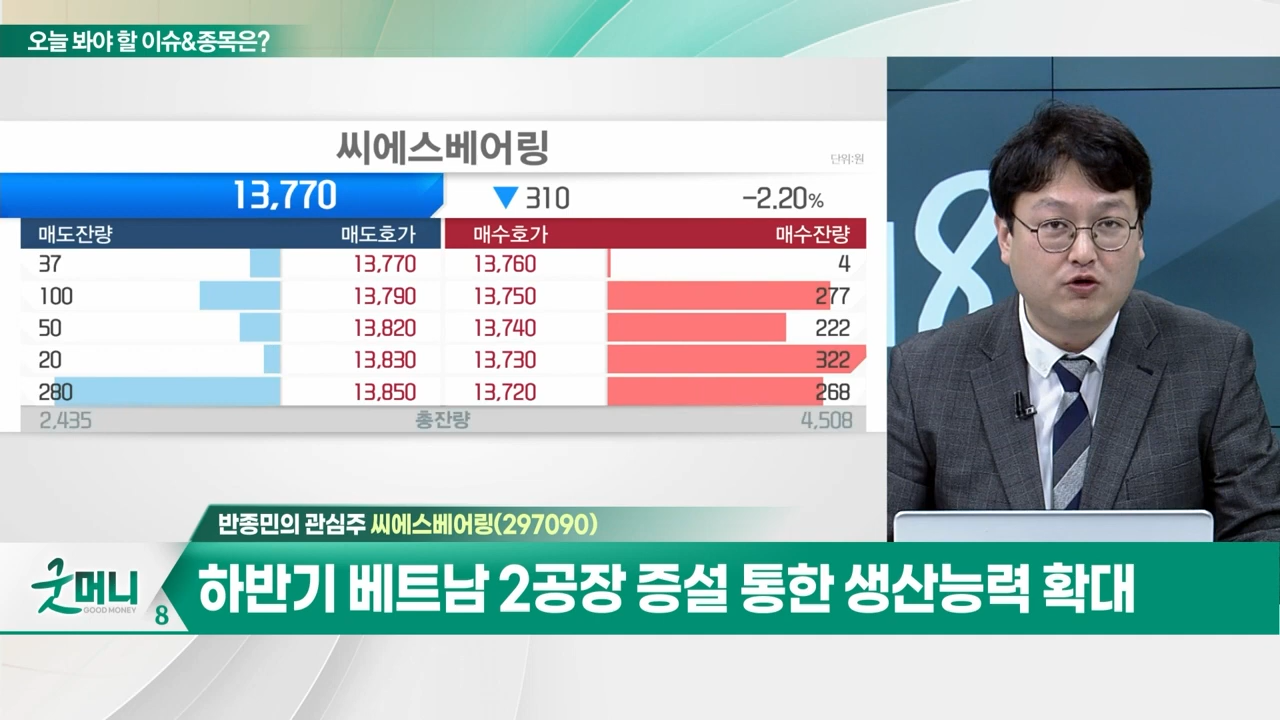 오늘 봐야 할 이슈&종목은?
씨에스베어링
단위:원
13,770 ▼ 310 -2.20%
매도잔량 매도호가 매수호가 매수잔량
37 13,770 13,760 4
100 13,790 13,750 277
50 13,820 13,740 222
20 13,830 13,730 322
280 13,850 13,720 268
2,435 총잔량 4,508
8
반종민의 관심주 씨에스베어링(297090)
하반기 베트남 2공장 증설 통한 생산능력 확대
굿머니
GOOD MONEY
8